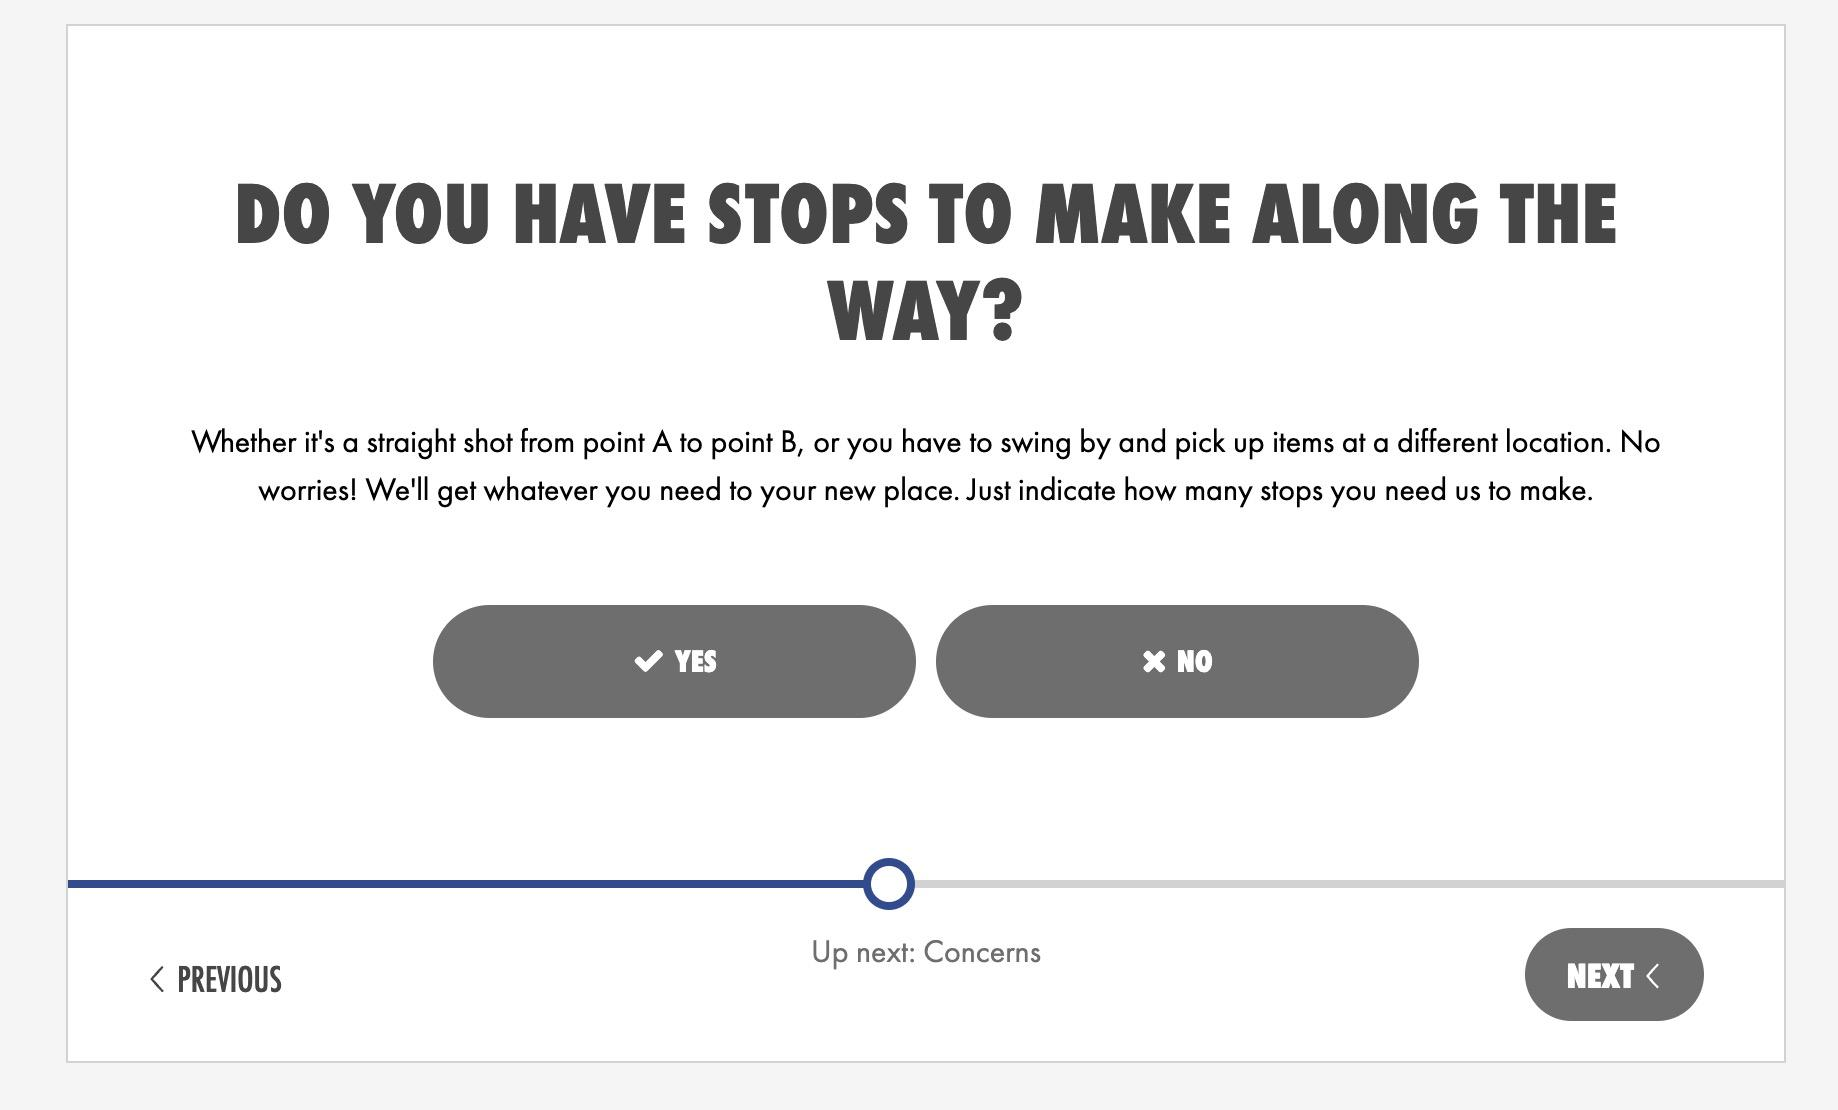 DO YOU HAVE STOPS TO MAKE ALONG THE
WAY?
Whether it's a straight shot from point A to point B, or you have to swing by and pick up items at a different location. No
worries! We'll get whatever you need to your new place. Just indicate how many stops you need us to make.
YES
NO
Up next: Concerns
PREVIOUS
NEXT